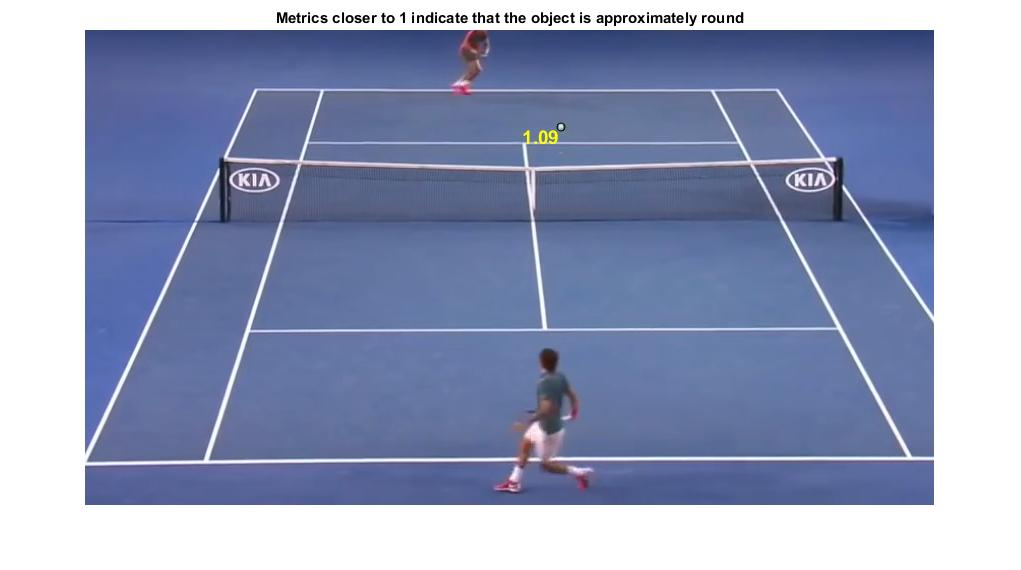 Metrics closer to 1 indicate that the object is approximately round
1.09
KIA
KIA